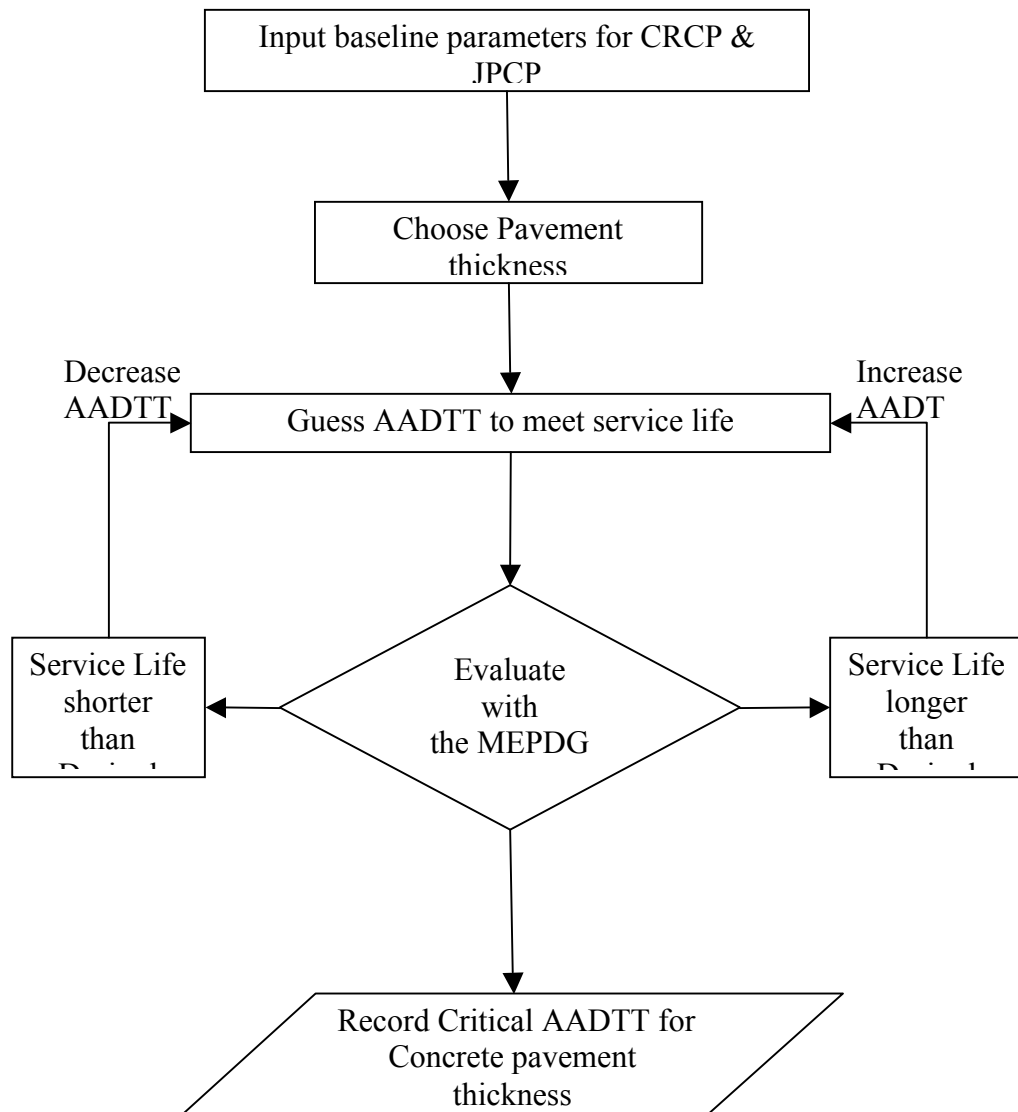 Input baseline parameters for CRCP &
JPCP
Choose Pavement
thickness
Decrease
AADTT
Increase
AADT
Guess AADTT to meet service life
Service Life
shorter
than
Evaluate
with
the MEPDG
Service Life
longer
than
Record Critical AADTT for
Concrete pavement
thickness